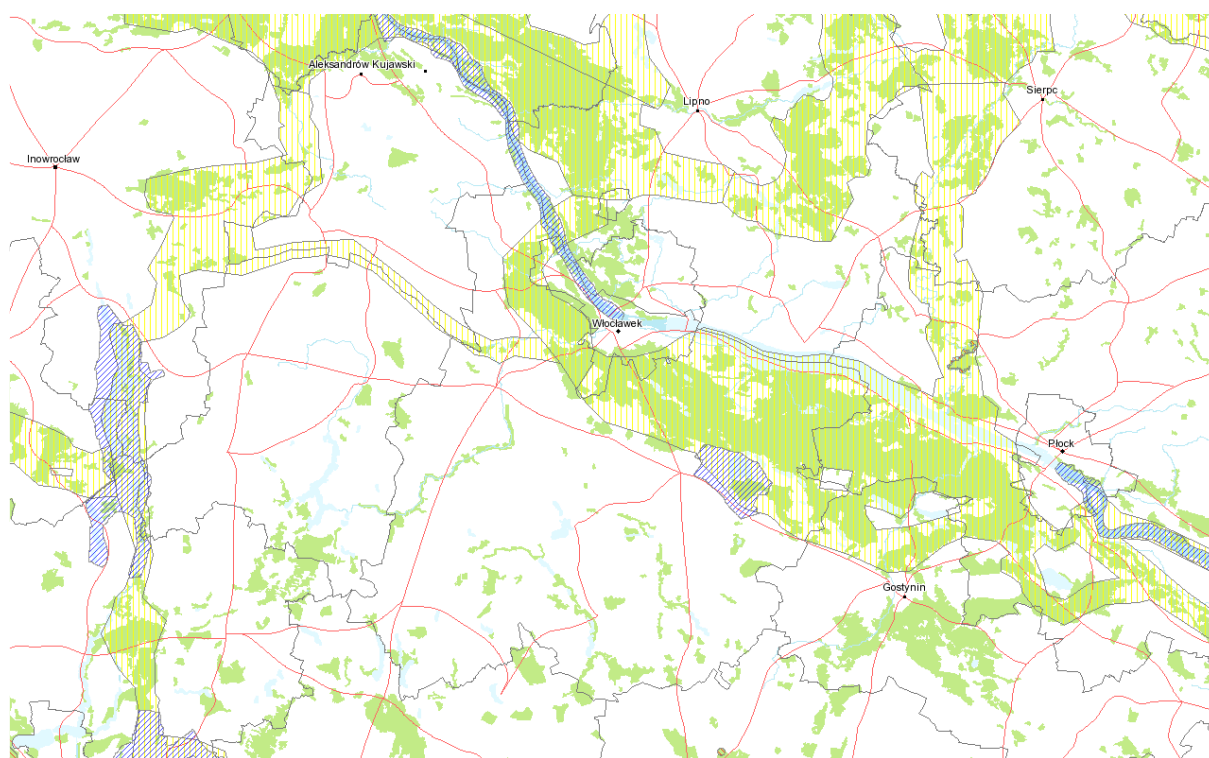 Aleksandrów Kujawski
Lipno
Sierpc
Inowrocław
Włocławek
Płock
Gostynin